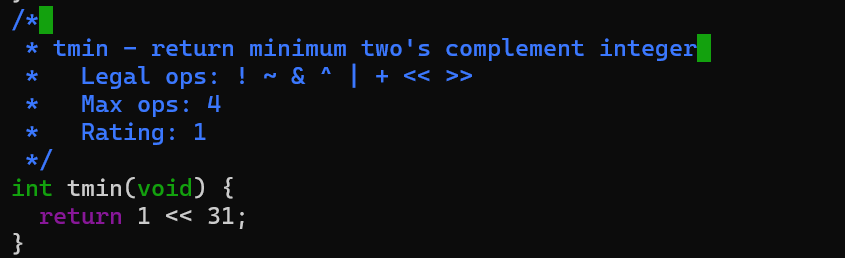 /*
 * tmin - return minimum two's complement integer
 *   Legal ops: ! ~ & ^ | + << >>
 *   Max ops: 4
 *   Rating: 1
 */
int tmin(void) {
  return 1 << 31;
}